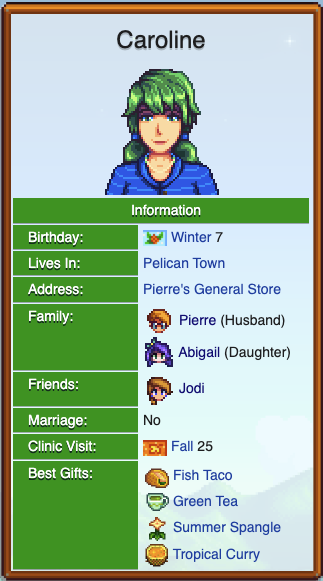 Caroline
Information
Birthday: Winter 7
Lives In: Pelican Town
Address: Pierre's General Store
Family: Pierre (Husband)
Abigail (Daughter)
Friends: Jodi
Marriage: No
Clinic Visit: Fall 25
Best Gifts: Fish Taco
Green Tea
Summer Spangle
Tropical Curry